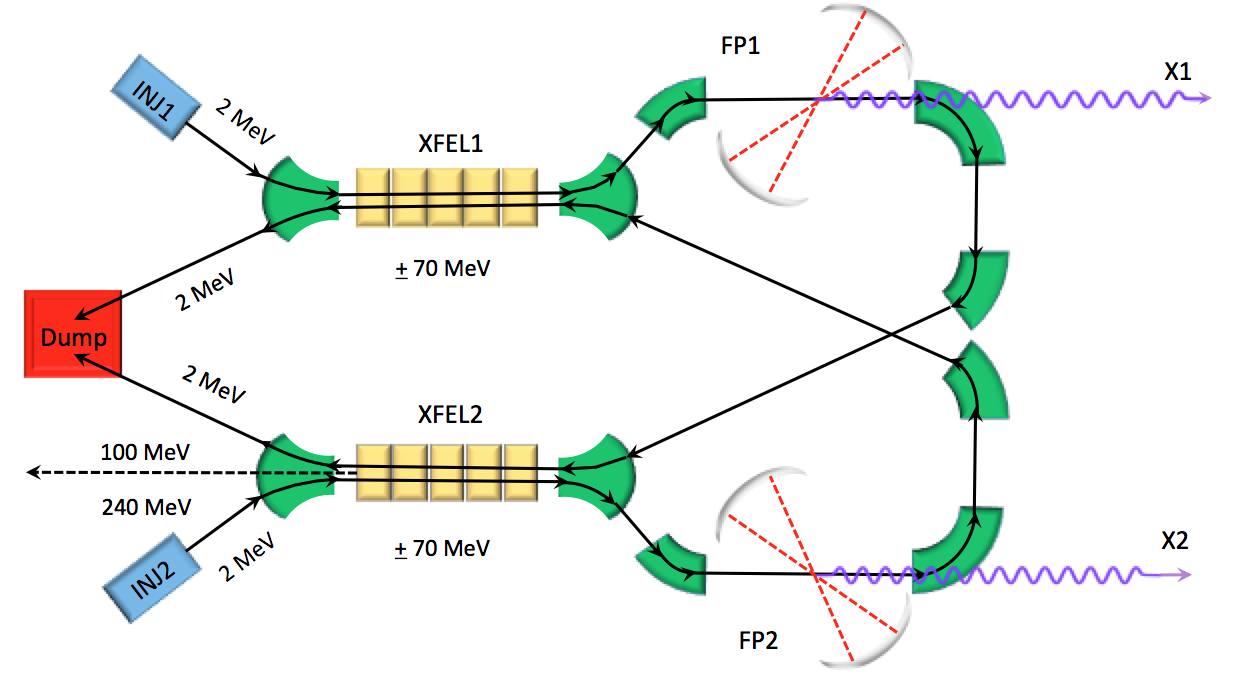 FP1
X1
INJ1
2 MeV
XFEL1
± 70 MeV
2 MeV
Dump
2 MeV
XFEL2
100 MeV
240 MeV
INJ2
2 MeV
± 70 MeV
X2
FP2